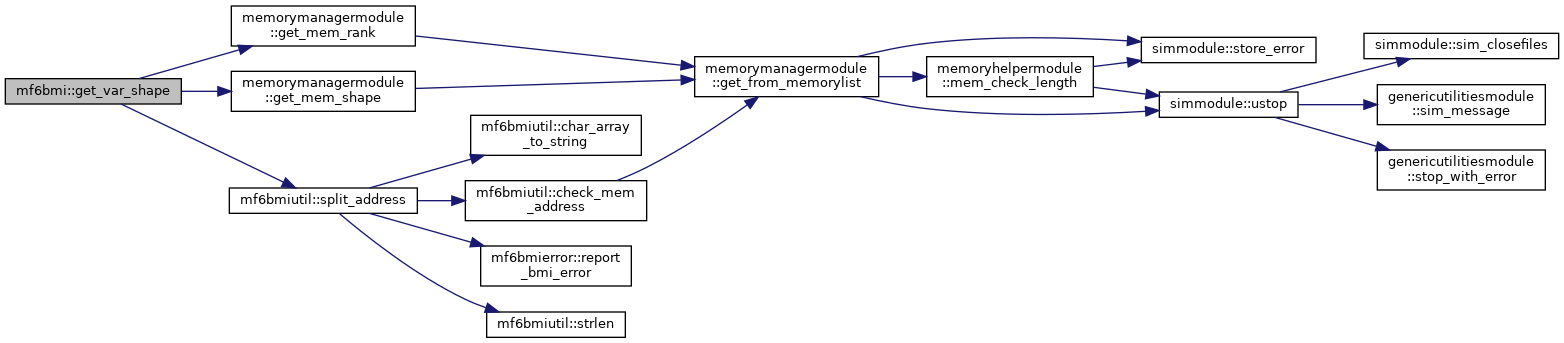 mf6bmi::get_var_shape
memorymanagermodule
::get_mem_rank
memorymanagermodule
::get_mem_shape
mf6bmiutil::split_address
mf6bmiutil::char_array
_to_string
mf6bmiutil::check_mem
_address
mf6bmierror::report
_bmi_error
mf6bmiutil::strlen
memorymanagermodule
::get_from_memorylist
memoryhelpermodule
::mem_check_length
simmodule::store_error
simmodule::ustop
simmodule::sim_closefiles
genericutilitiesmodule
::sim_message
genericutilitiesmodule
::stop_with_error